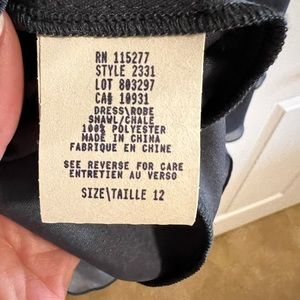 RN 115277
STYLE 2331
LOT 803297
CA# 10931
DRESS\ROBE
SHAWL/CHALE
100% POLYESTER
MADE IN CHINA
FABRIQUE EN CHINE
SEE REVERSE FOR CARE
ENTRETIEN AU VERSO
SIZE\TAILLE 12